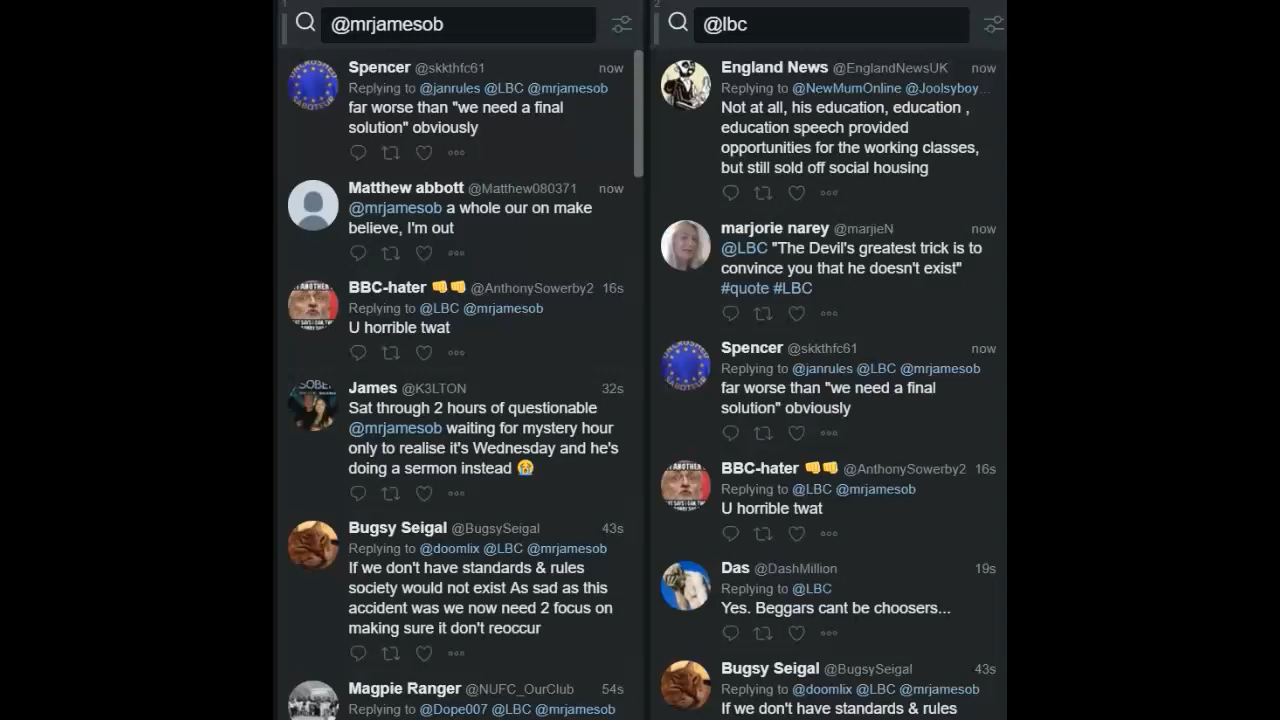 1
@mrjamesob
Spencer @skkthfc61 now
Replying to @janrules @LBC @mrjamesob
far worse than "we need a final
solution" obviously
Matthew abbott @Matthew080371 now
@mrjamesob a whole our on make
believe, I'm out
BBC-hater 👊👊 @AnthonySowerby2 16s
Replying to @LBC @mrjamesob
U horrible twat
James @K3LTON 32s
Sat through 2 hours of questionable
@mrjamesob waiting for mystery hour
only to realise it's Wednesday and he's
doing a sermon instead 😭
Bugsy Seigal @BugsySeigal 43s
Replying to @doomlix @LBC @mrjamesob
If we don't have standards & rules
society would not exist As sad as this
accident was we now need 2 focus on
making sure it don't reoccur
Magpie Ranger @NUFC_OurClub 54s
Replying to @Dope007 @LBC @mrjamesob
2
@lbc
England News @EnglandNewsUK now
Replying to @NewMumOnline @Joolsyboy...
Not at all, his education, education ,
education speech provided
opportunities for the working classes,
but still sold off social housing
marjorie narey @marjieN now
@LBC "The Devil's greatest trick is to
convince you that he doesn't exist"
#quote #LBC
Spencer @skkthfc61 now
Replying to @janrules @LBC @mrjamesob
far worse than "we need a final
solution" obviously
BBC-hater 👊👊 @AnthonySowerby2 16s
Replying to @LBC @mrjamesob
U horrible twat
Das @DashMillion 19s
Replying to @LBC
Yes. Beggars cant be choosers...
Bugsy Seigal @BugsySeigal 43s
Replying to @doomlix @LBC @mrjamesob
If we don't have standards & rules